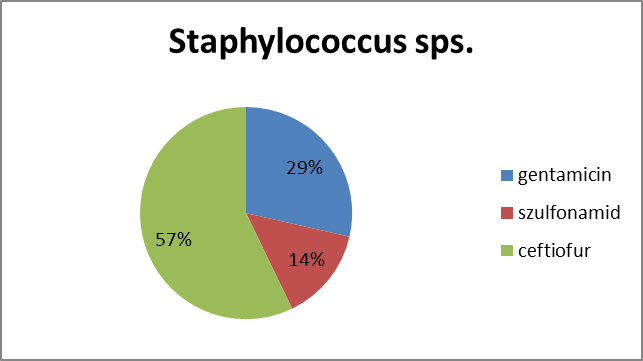 Staphylococcus sps.
29%
57%
14%
gentamicin
szulfonamid
ceftiofur